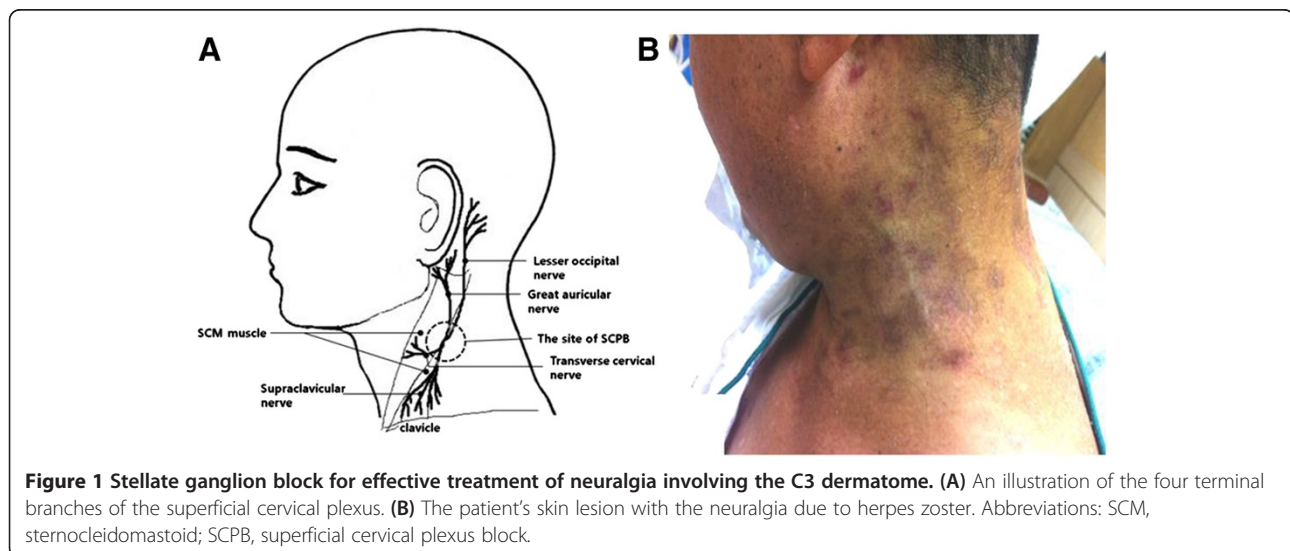 A
B
Lesser occipital
nerve
Great auricular
nerve
SCM muscle
The site of SCPB
Transverse cervical
nerve
Supraclavicular
nerve
clavicle
Figure 1 Stellate ganglion block for effective treatment of neuralgia involving the C3 dermatome. (A) An illustration of the four terminal
branches of the superficial cervical plexus. (B) The patient's skin lesion with the neuralgia due to herpes zoster. Abbreviations: SCM,
sternocleidomastoid; SCPB, superficial cervical plexus block.